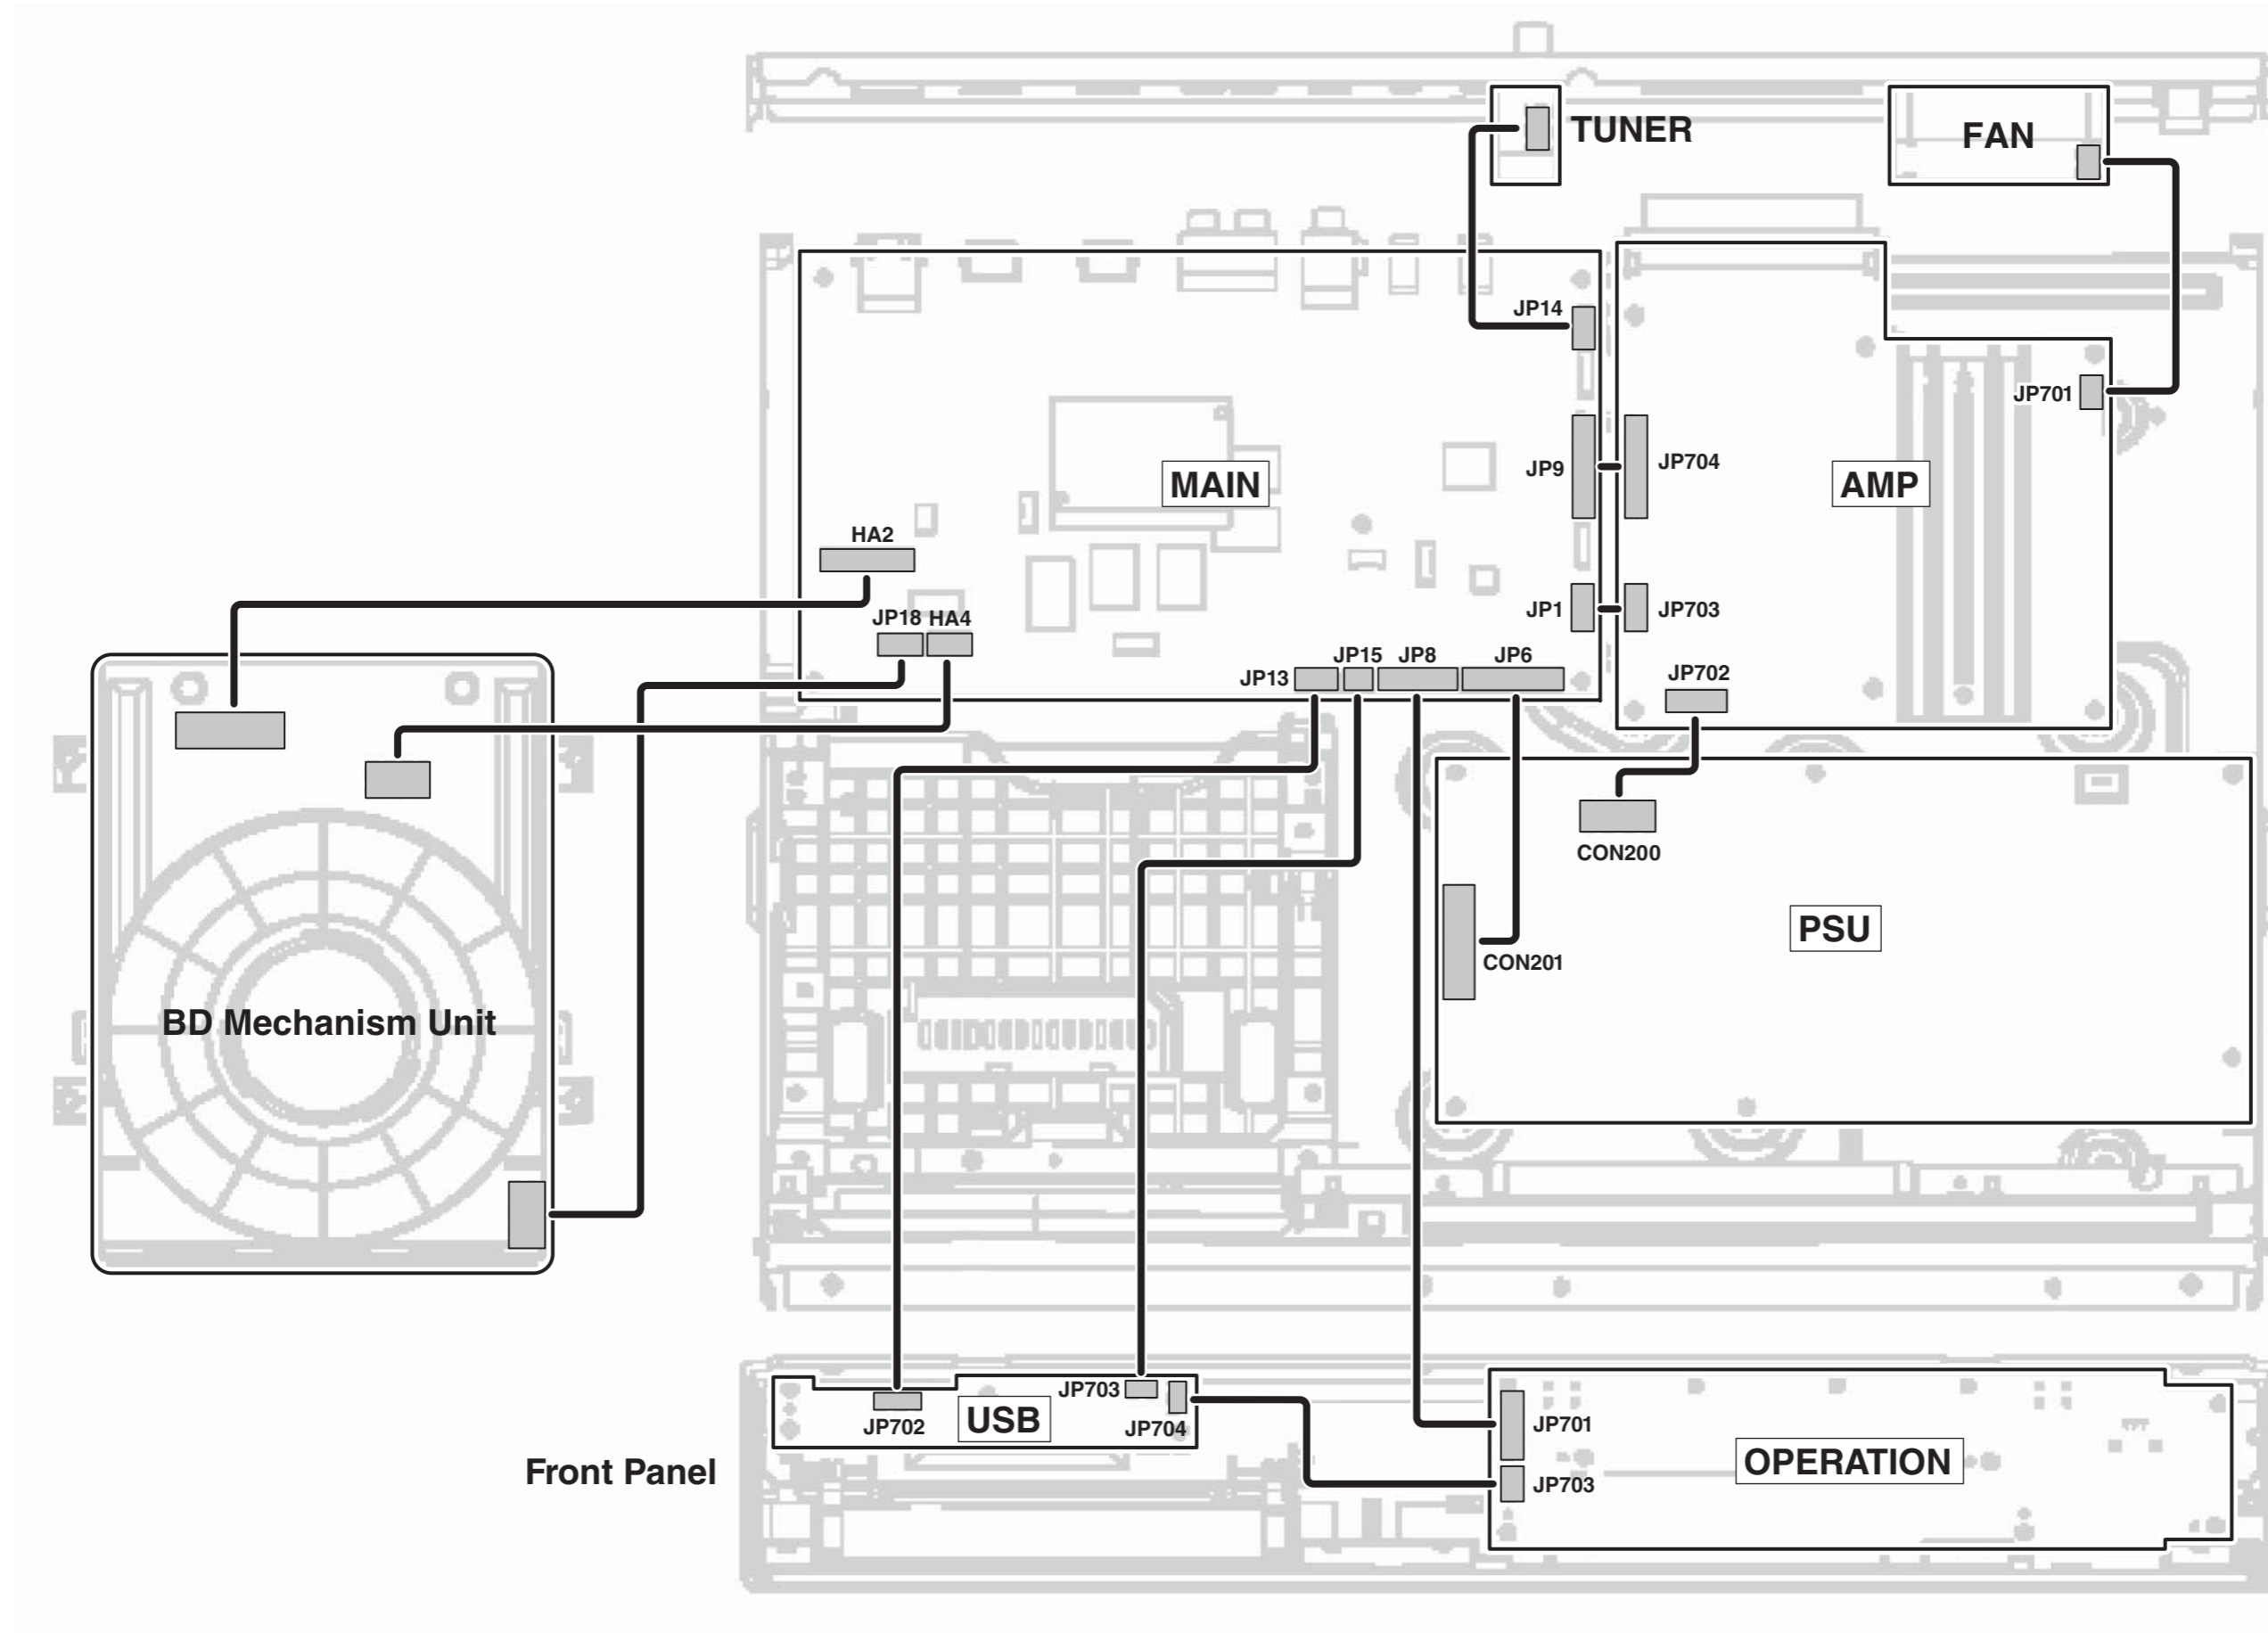 TUNER
FAN
JP14
JP701
JP9
JP704
MAIN
AMP
HA2
JP18 HA4
JP1
JP703
JP13
JP15
JP8
JP6
JP702
CON200
PSU
CON201
BD Mechanism Unit
JP703
JP702
USB
JP704
JP701
Front Panel
OPERATION
JP703